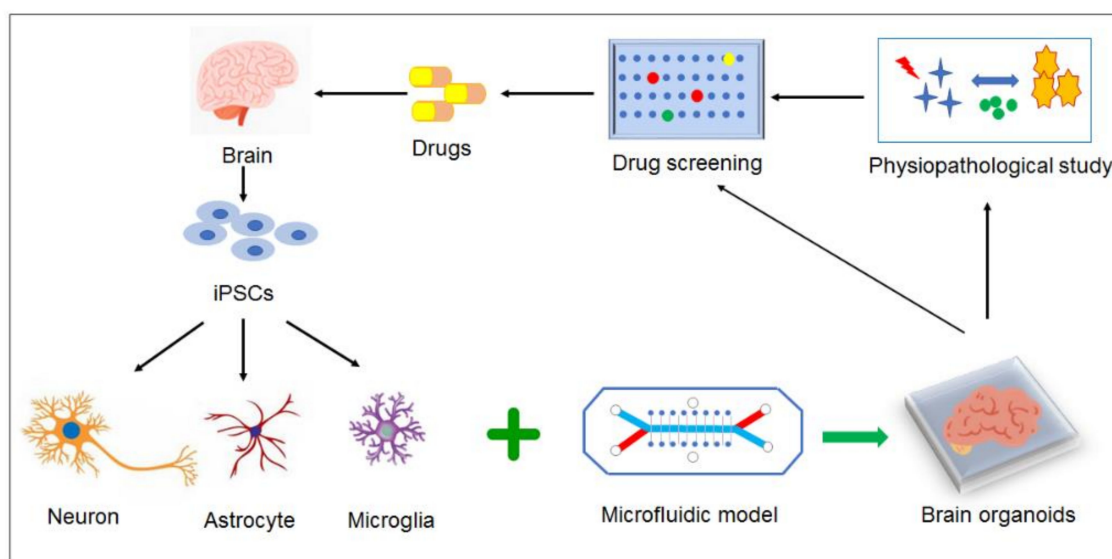 Brain
Drugs
Drug screening
Physiopathological study
iPSCs
Neuron
Astrocyte
Microglia
Microfluidic model
Brain organoids